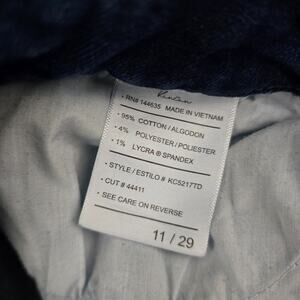 KanCan
• RN# 144635 MADE IN VIETNAM
• 95% COTTON / ALGODON
• 4% POLYESTER / POLIESTER
• 1% LYCRA ® SPANDEX
• STYLE / ESTILO # KC5217TD
• CUT # 44411
• SEE CARE ON REVERSE
11 / 29